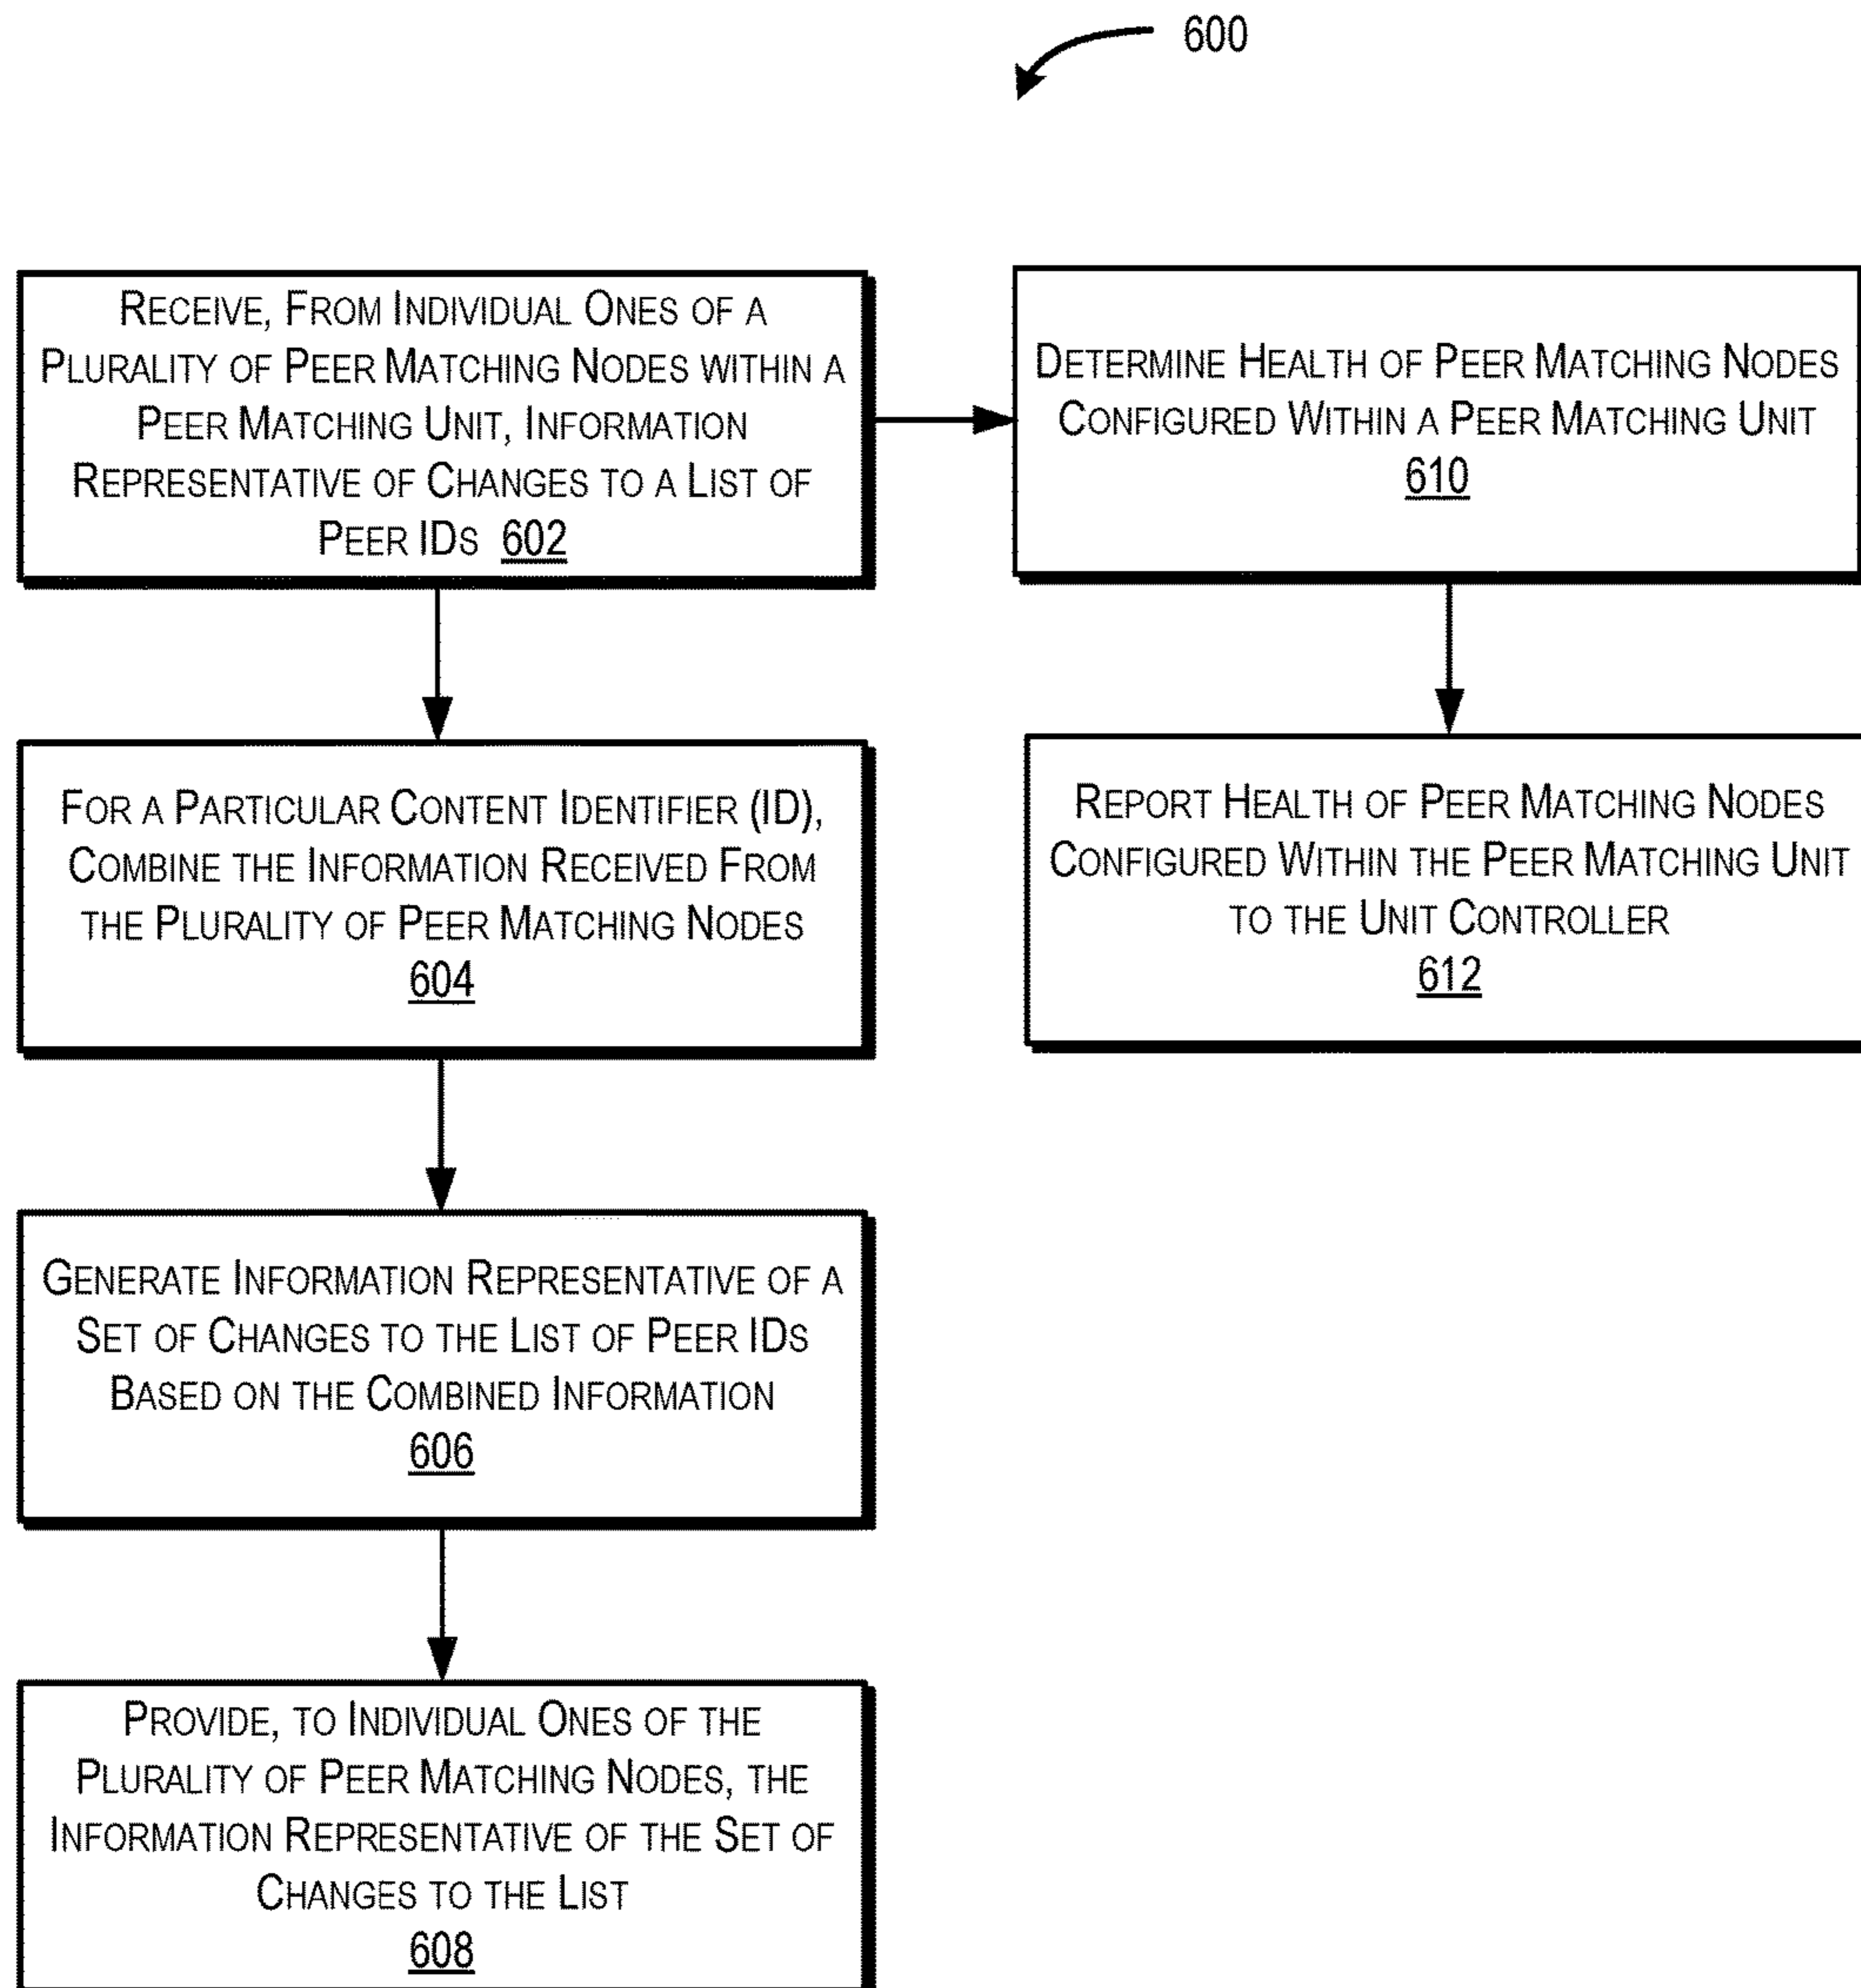 600
RECEIVE, FROM INDIVIDUAL ONES OF A
PLURALITY OF PEER MATCHING NODES WITHIN A
PEER MATCHING UNIT, INFORMATION
REPRESENTATIVE OF CHANGES TO A LIST OF
PEER IDS 602
FOR A PARTICULAR CONTENT IDENTIFIER (ID),
COMBINE THE INFORMATION RECEIVED FROM
THE PLURALITY OF PEER MATCHING NODES
604
GENERATE INFORMATION REPRESENTATIVE OF A
SET OF CHANGES TO THE LIST OF PEER IDS
BASED ON THE COMBINED INFORMATION
606
PROVIDE, TO INDIVIDUAL ONES OF THE
PLURALITY OF PEER MATCHING NODES, THE
INFORMATION REPRESENTATIVE OF THE SET OF
CHANGES TO THE LIST
608
DETERMINE HEALTH OF PEER MATCHING NODES
CONFIGURED WITHIN A PEER MATCHING UNIT
610
REPORT HEALTH OF PEER MATCHING NODES
CONFIGURED WITHIN THE PEER MATCHING UNIT
TO THE UNIT CONTROLLER
612